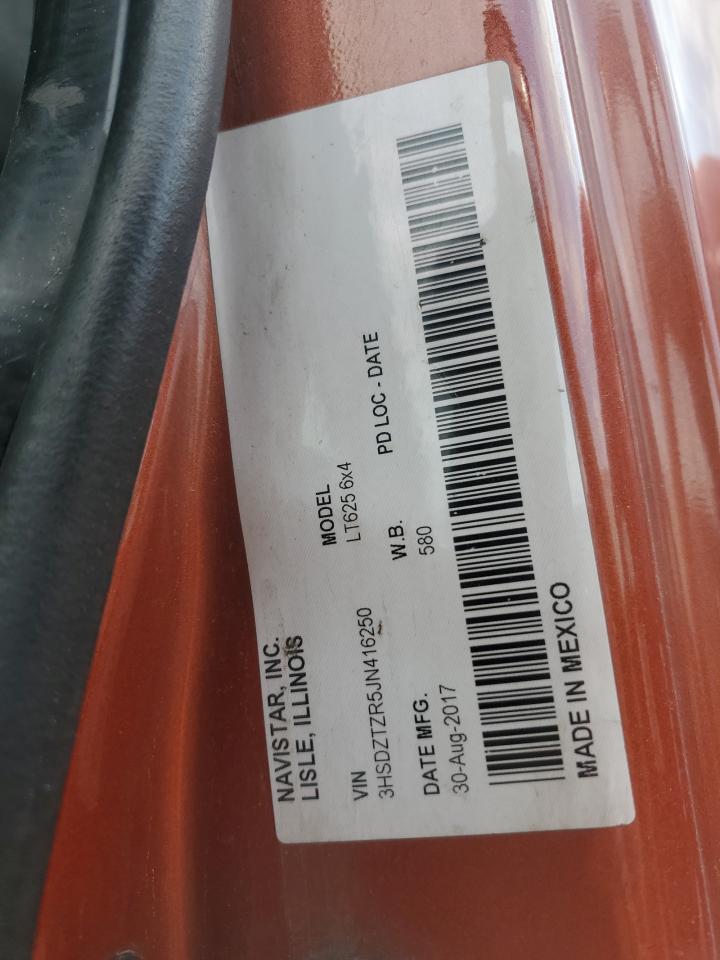 NAVISTAR, INC.
LISLE, ILLINOIS
VIN
3HSDZTZR5JN416250
MODEL
LT625 6x4
DATE MFG.
30-Aug-2017
W.B.
580
PD LOC - DATE
MADE IN MEXICO